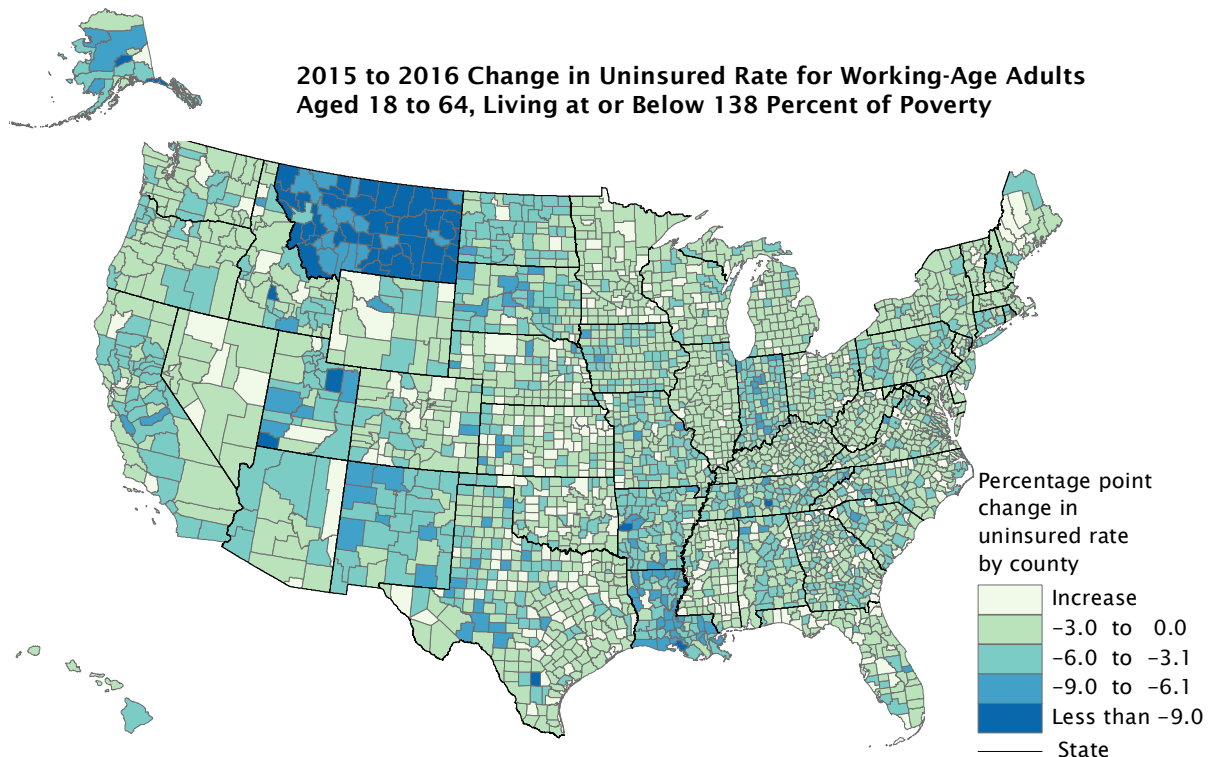 2015 to 2016 Change in Uninsured Rate for Working-Age Adults
Aged 18 to 64, Living at or Below 138 Percent of Poverty
Percentage point
change in
uninsured rate
by county
Increase
−3.0 to 0.0
−6.0 to −3.1
−9.0 to −6.1
Less than −9.0
State